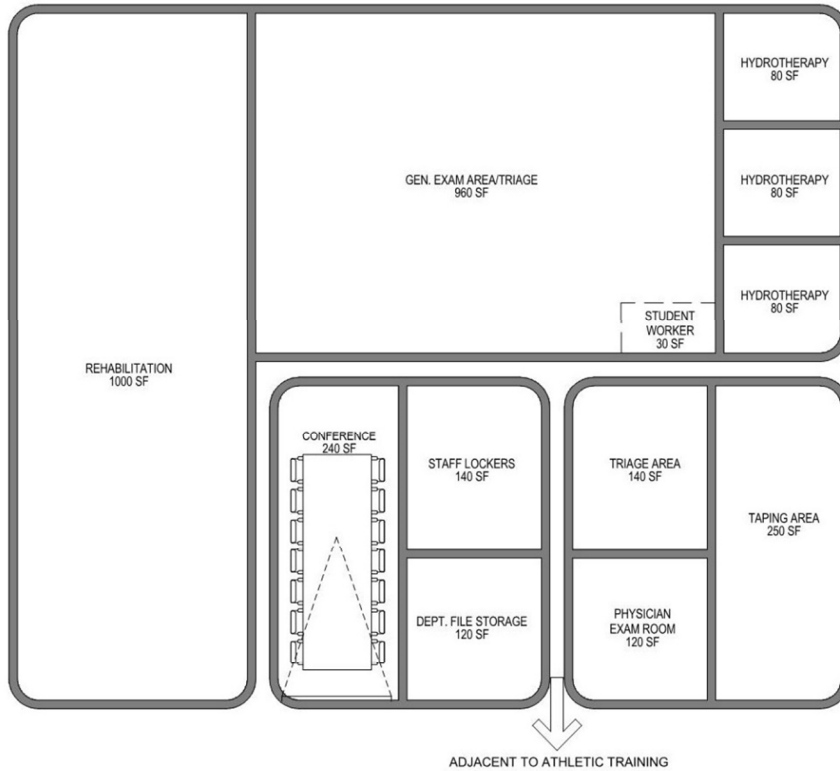 HYDROTHERAPY
80 SF
GEN. EXAM AREA/TRIAGE
960 SF
HYDROTHERAPY
80 SF
HYDROTHERAPY
80 SF
STUDENT
WORKER
30 SF
REHABILITATION
1000 SF
CONFERENCE
240 SF
STAFF LOCKERS
140 SF
TRIAGE AREA
140 SF
TAPING AREA
250 SF
DEPT. FILE STORAGE
120 SF
PHYSICIAN
EXAM ROOM
120 SF
ADJACENT TO ATHLETIC TRAINING